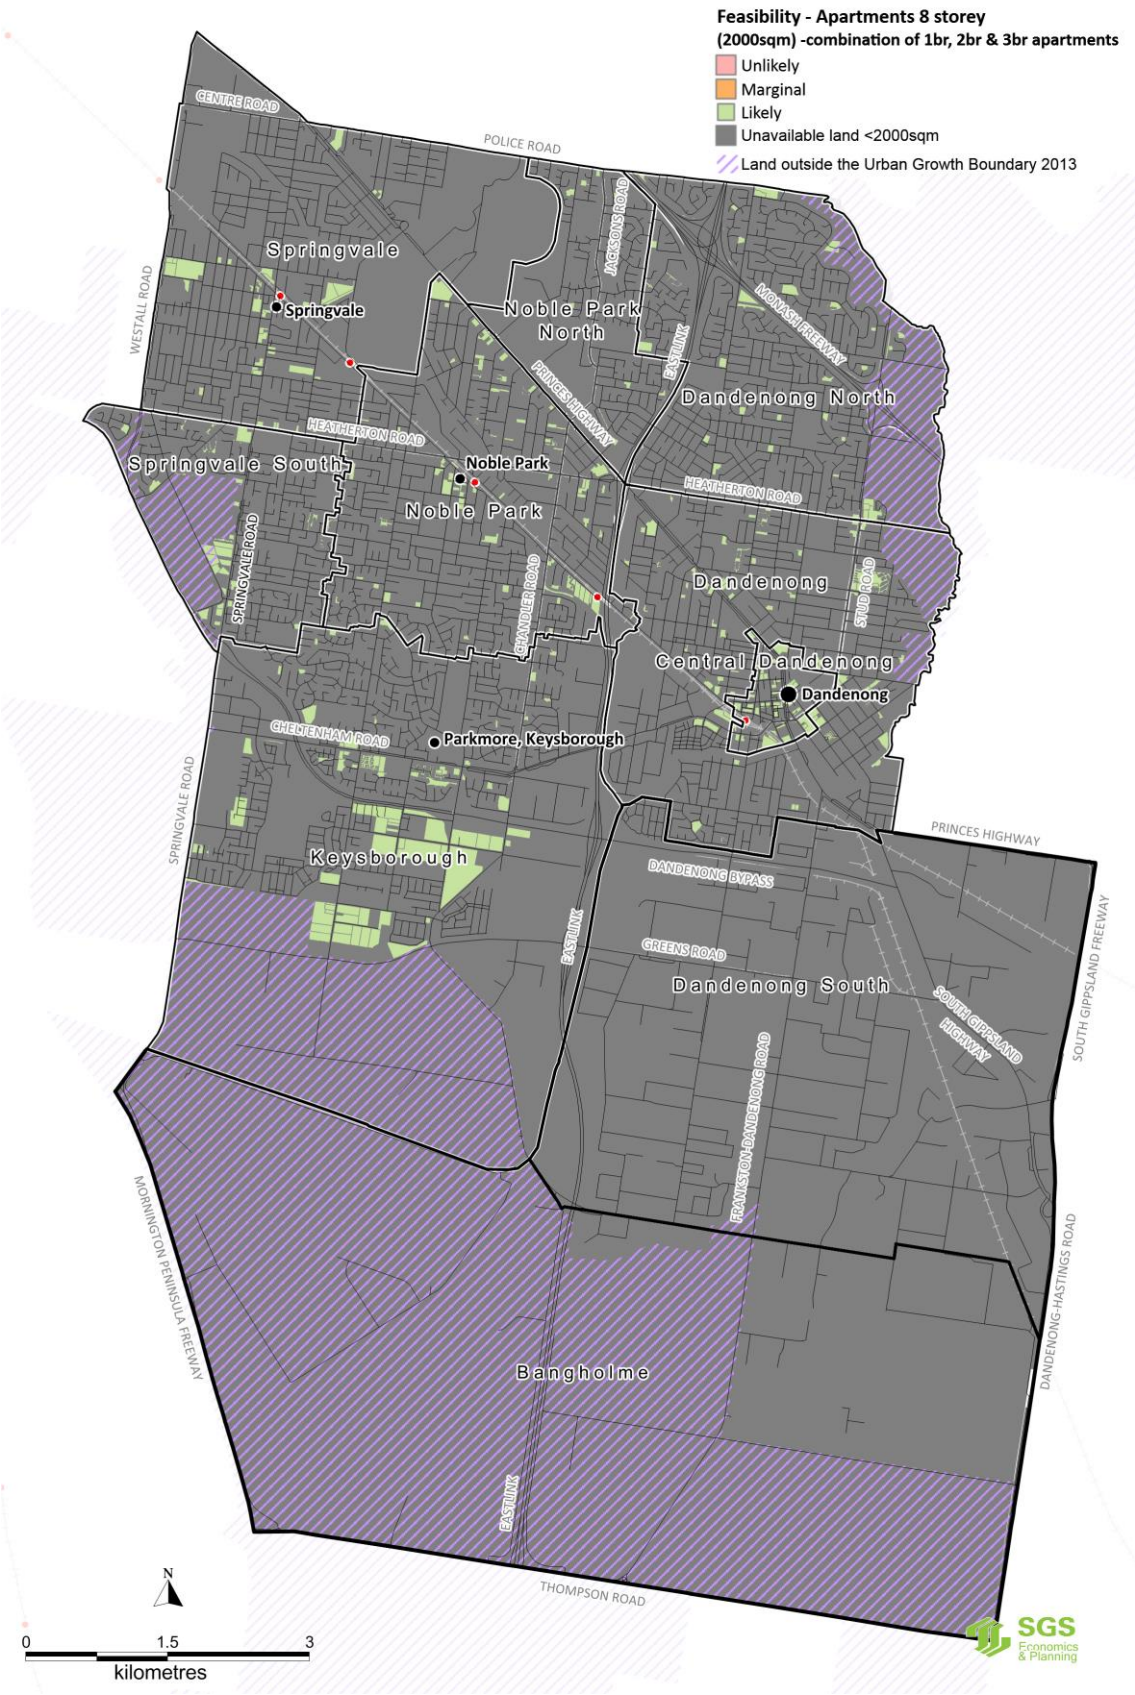 Feasibility - Apartments 8 storey
(2000sqm) -combination of 1br, 2br & 3br apartments
Unlikely
Marginal
Likely
Unavailable land <2000sqm
Land outside the Urban Growth Boundary 2013
CENTRE ROAD
POLICE ROAD
JACKSONS ROAD
Springvale
WESTALL ROAD
Springvale
Noble Park
North
MONASH FREEWAY
EASTLINK
PRINCES HIGHWAY
Dandenong North
HEATHERTON ROAD
Springvale South
Noble Park
HEATHERTON ROAD
Noble Park
SPRINGVALE ROAD
CHANDLER ROAD
Dandenong
STUD ROAD
Central Dandenong
Dandenong
CHELTENHAM ROAD
Parkmore, Keysborough
SPRINGVALE ROAD
PRINCES HIGHWAY
Keysborough
DANDENONG BYPASS
EASTLINK
GREENS ROAD
SOUTH GIPPSLAND FREEWAY
Dandenong South
SOUTH GIPPSLAND
HIGHWAY
FRANKSTON-DANDENONG ROAD
MORNINGTON PENINSULA FREEWAY
DANDENONG-HASTINGS ROAD
Bangholme
EASTLINK
THOMPSON ROAD
N
0 1.5 3
kilometres
SGS
Economics
& Planning